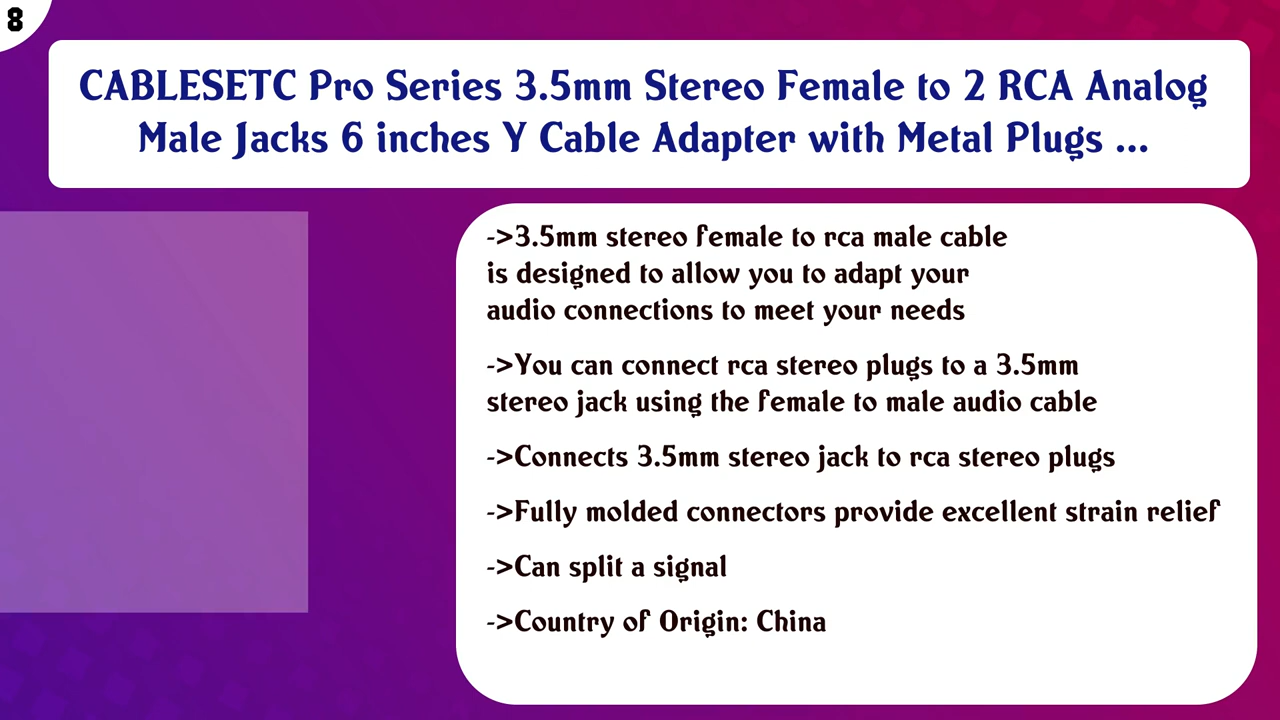 8
CABLESETC Pro Series 3.5mm Stereo Female to 2 RCA Analog
Male Jacks 6 inches Y Cable Adapter with Metal Plugs ...
->3.5mm stereo female to rca male cable
is designed to allow you to adapt your
audio connections to meet your needs
->You can connect rca stereo plugs to a 3.5mm
stereo jack using the female to male audio cable
->Connects 3.5mm stereo jack to rca stereo plugs
->Fully molded connectors provide excellent strain relief
->Can split a signal
->Country of Origin: China